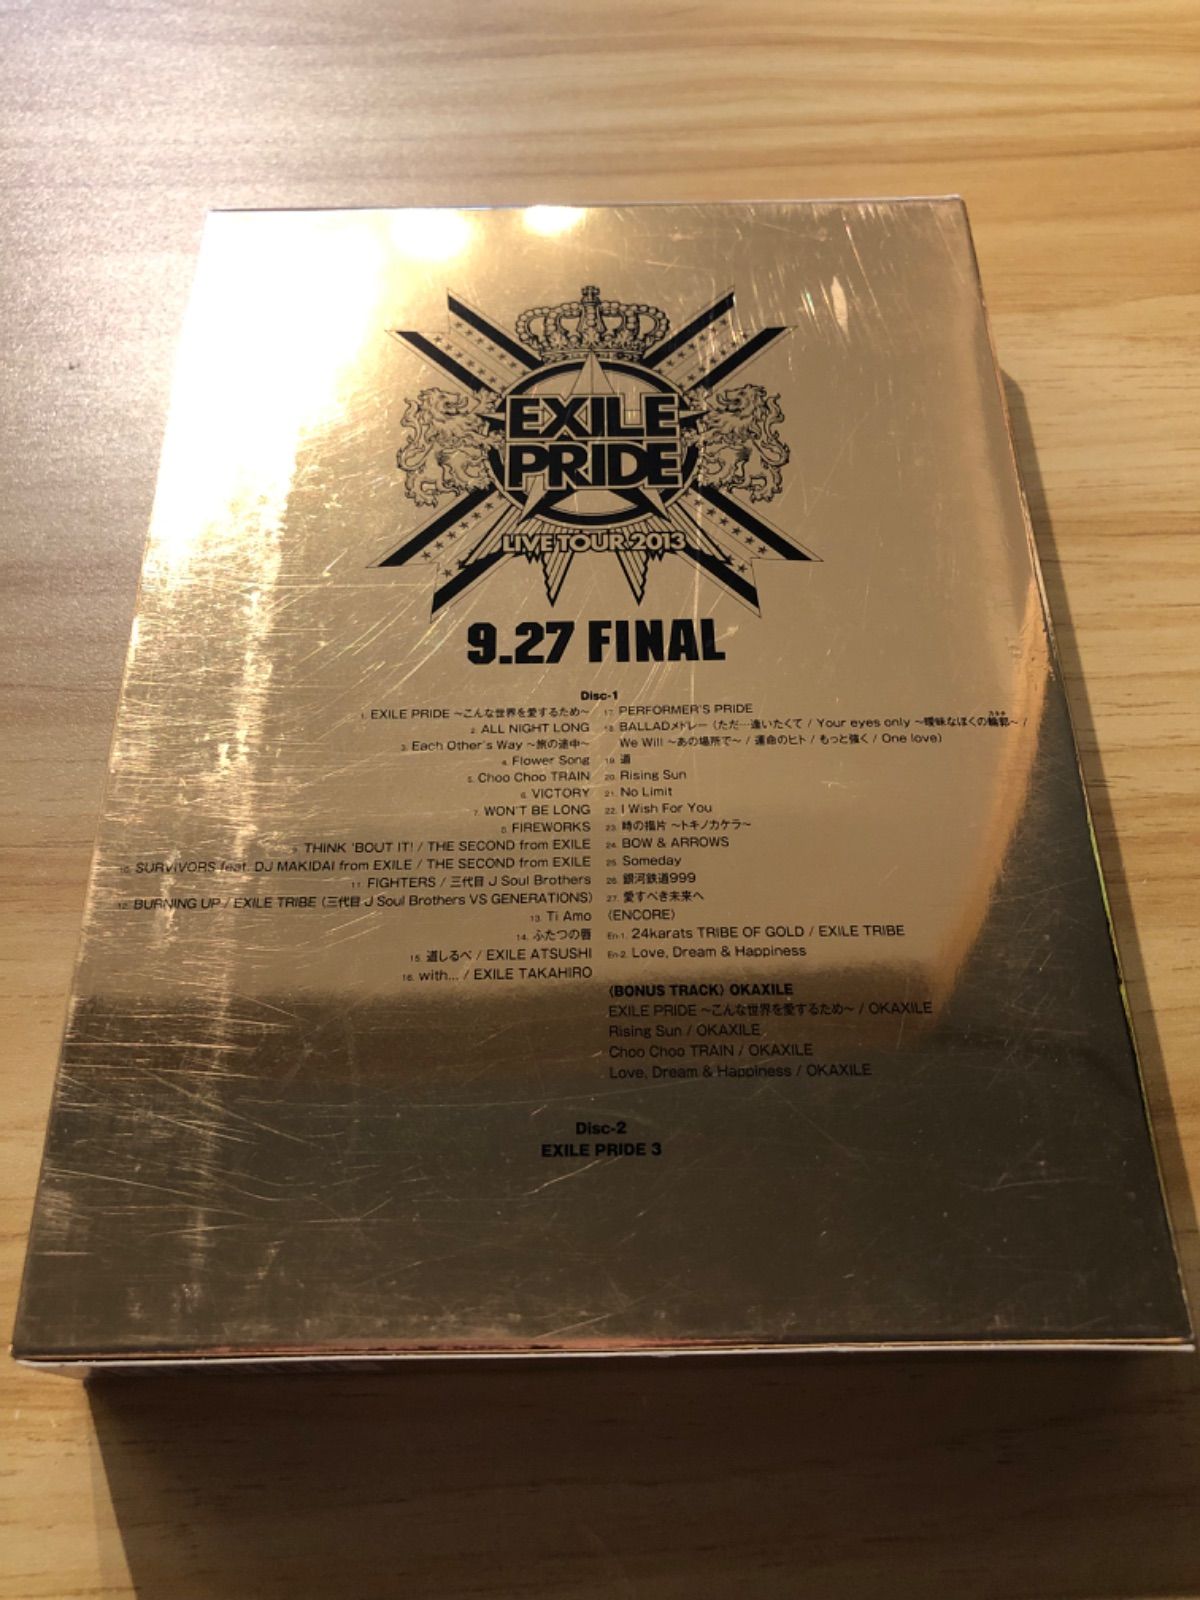 EXILE
PRIDE
LIVE TOUR 2013
9.27 FINAL
Disc-1
1. EXILE PRIDE ～こんな世界を愛するため～
2. ALL NIGHT LONG
3. Each Other's Way ～旅の途中～
4. Flower Song
5. Choo Choo TRAIN
6. VICTORY
7. WON'T BE LONG
8. FIREWORKS
9. THINK 'BOUT IT! / THE SECOND from EXILE
10. SURVIVORS feat. DJ MAKIDAI from EXILE / THE SECOND from EXILE
11. FIGHTERS / 三代目 J Soul Brothers
12. BURNING UP / EXILE TRIBE (三代目 J Soul Brothers VS GENERATIONS)
13. Ti Amo
14. ふたつの唇
15. 道しるべ / EXILE ATSUSHI
16. with... / EXILE TAKAHIRO
17. PERFORMER'S PRIDE
カタチ
18. BALLADメドレー (ただ…逢いたくて / Your eyes only ～曖昧なぼくの輪郭～ /
We Will ～あの場所で～ / 運命のヒト / もっと強く / One love)
19. 道
20. Rising Sun
21. No Limit
22. I Wish For You
23. 時の描片 ～トキノカケラ～
24. BOW & ARROWS
25. Someday
26. 銀河鉄道999
27. 愛すべき未来へ
〈ENCORE〉
En-1. 24karats TRIBE OF GOLD / EXILE TRIBE
En-2. Love, Dream & Happiness
〈BONUS TRACK〉 OKAXILE
EXILE PRIDE ～こんな世界を愛するため～ / OKAXILE
Rising Sun / OKAXILE
Choo Choo TRAIN / OKAXILE
Love, Dream & Happiness / OKAXILE
Disc-2
EXILE PRIDE 3